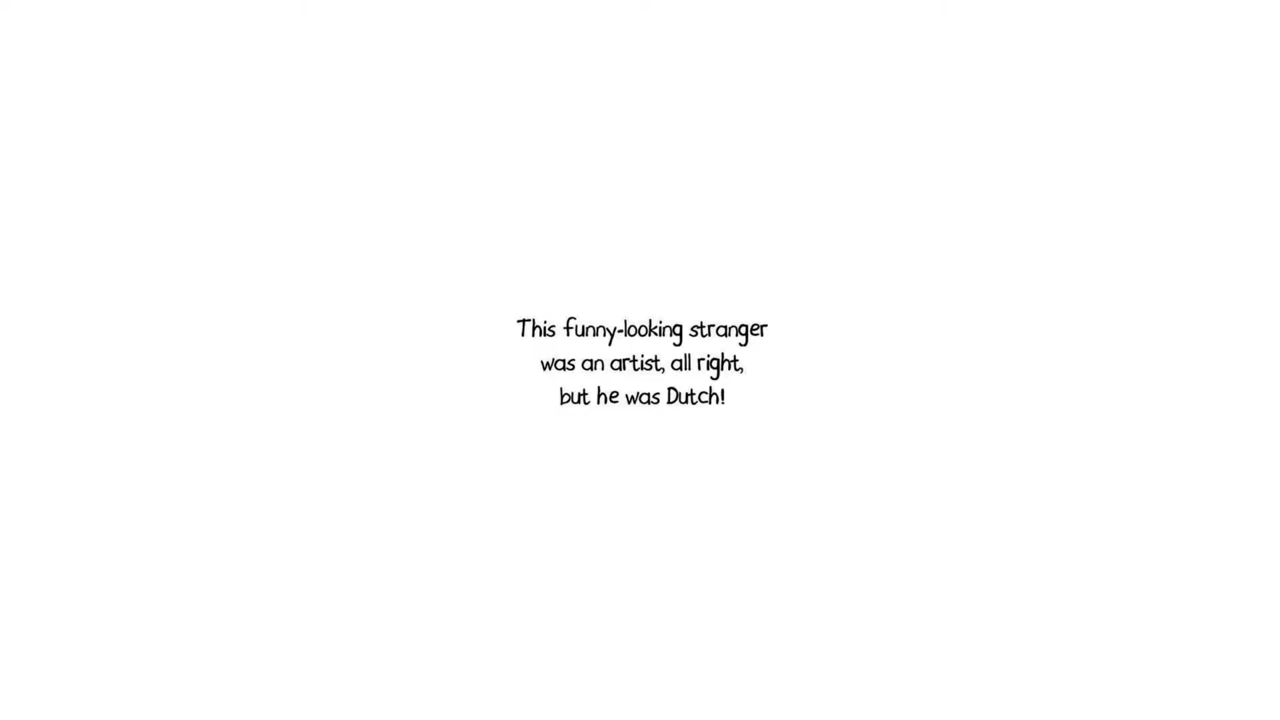 This funny-looking stranger
was an artist, all right,
but he was Dutch!